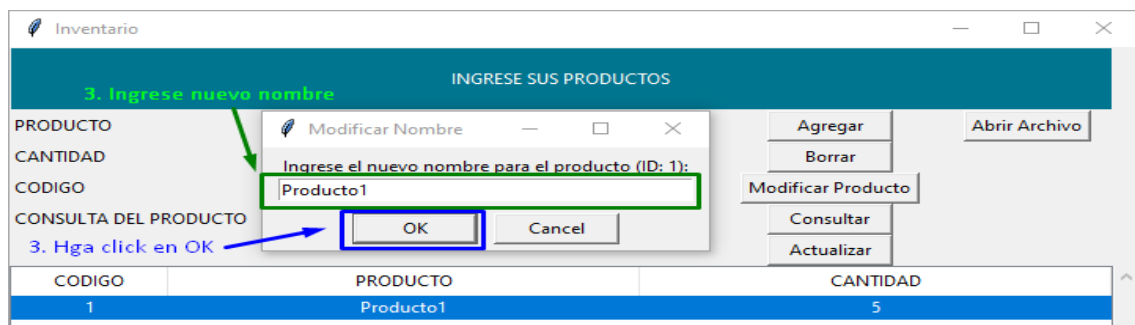 Inventario
INGRESE SUS PRODUCTOS
3. Ingrese nuevo nombre
PRODUCTO
Modificar Nombre
Agregar
Abrir Archivo
CANTIDAD
Ingrese el nuevo nombre para el producto (ID: 1):
Borrar
CODIGO
Producto1
Modificar Producto
CONSULTA DEL PRODUCTO
OK
Cancel
Consultar
3. Hga click en OK
Actualizar
CODIGO PRODUCTO CANTIDAD
1 Producto1 5